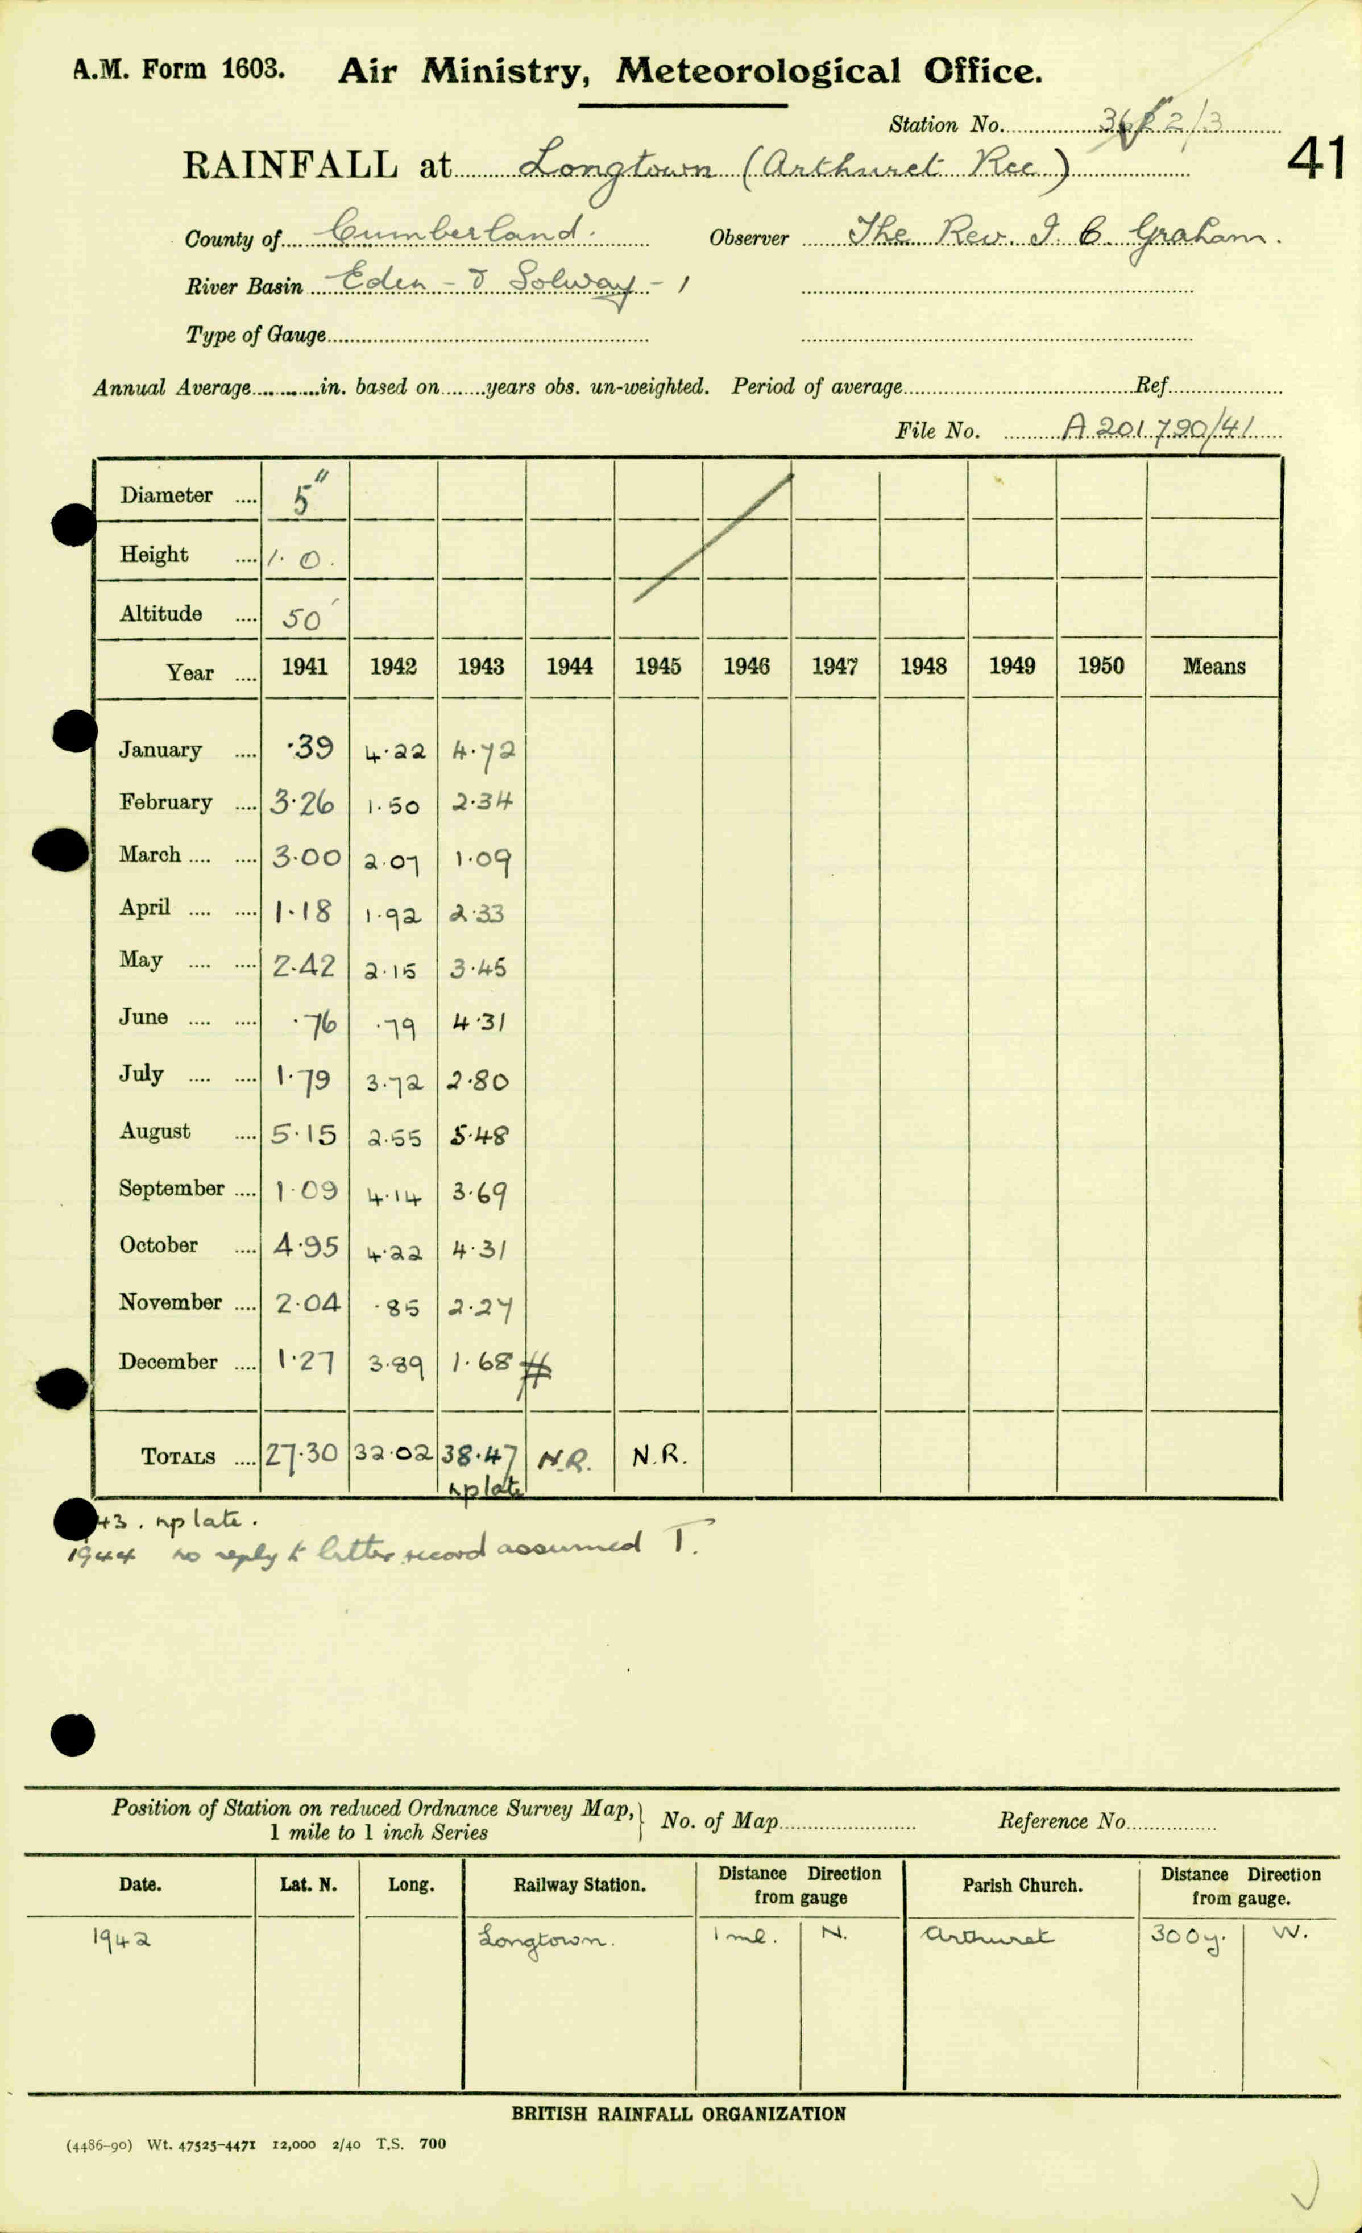 A.M. Form 1603. Air Ministry, Meteorological Office.
Station No. 2/3
RAINFALL at Longtown (Arthuret Rec) 41
County of Cumberland. Observer The Rev. I. C. Graham.
River Basin Eden - & Solway - 1
Type of Gauge
Annual Average in. based on years obs. un-weighted. Period of average Ref.
File No. A 201790/41
Diameter 5"
Height 1. 0.
Altitude 50'
Year 1941 1942 1943 1944 1945 1946 1947 1948 1949 1950 Means
January ·39 4·22 4·72
February 3·26 1·50 2·34
March 3·00 2·07 1·09
April 1·18 1·92 2·33
May 2·42 2·15 3·45
June ·76 ·79 4·31
July 1·79 3·72 2·80
August 5·15 2·55 5·48
September 1·09 4·14 3·69
October 4·95 4·22 4·31
November 2·04 ·85 2·27
December 1·27 3·89 1·68 #
TOTALS 27·30 32·02 38·47 N.R. N.R.
rp late
43. rp late.
1944 no reply to letter record assumed T.
Position of Station on reduced Ordnance Survey Map, } No. of Map Reference No.
1 mile to 1 inch Series
Date. Lat. N. Long. Railway Station. Distance Direction from gauge Parish Church. Distance Direction from gauge.
1942 Longtown. 1 ml. N. Arthuret 300y. W.
BRITISH RAINFALL ORGANIZATION
(4486-90) Wt. 47525-4471 12,000 2/40 T.S. 700